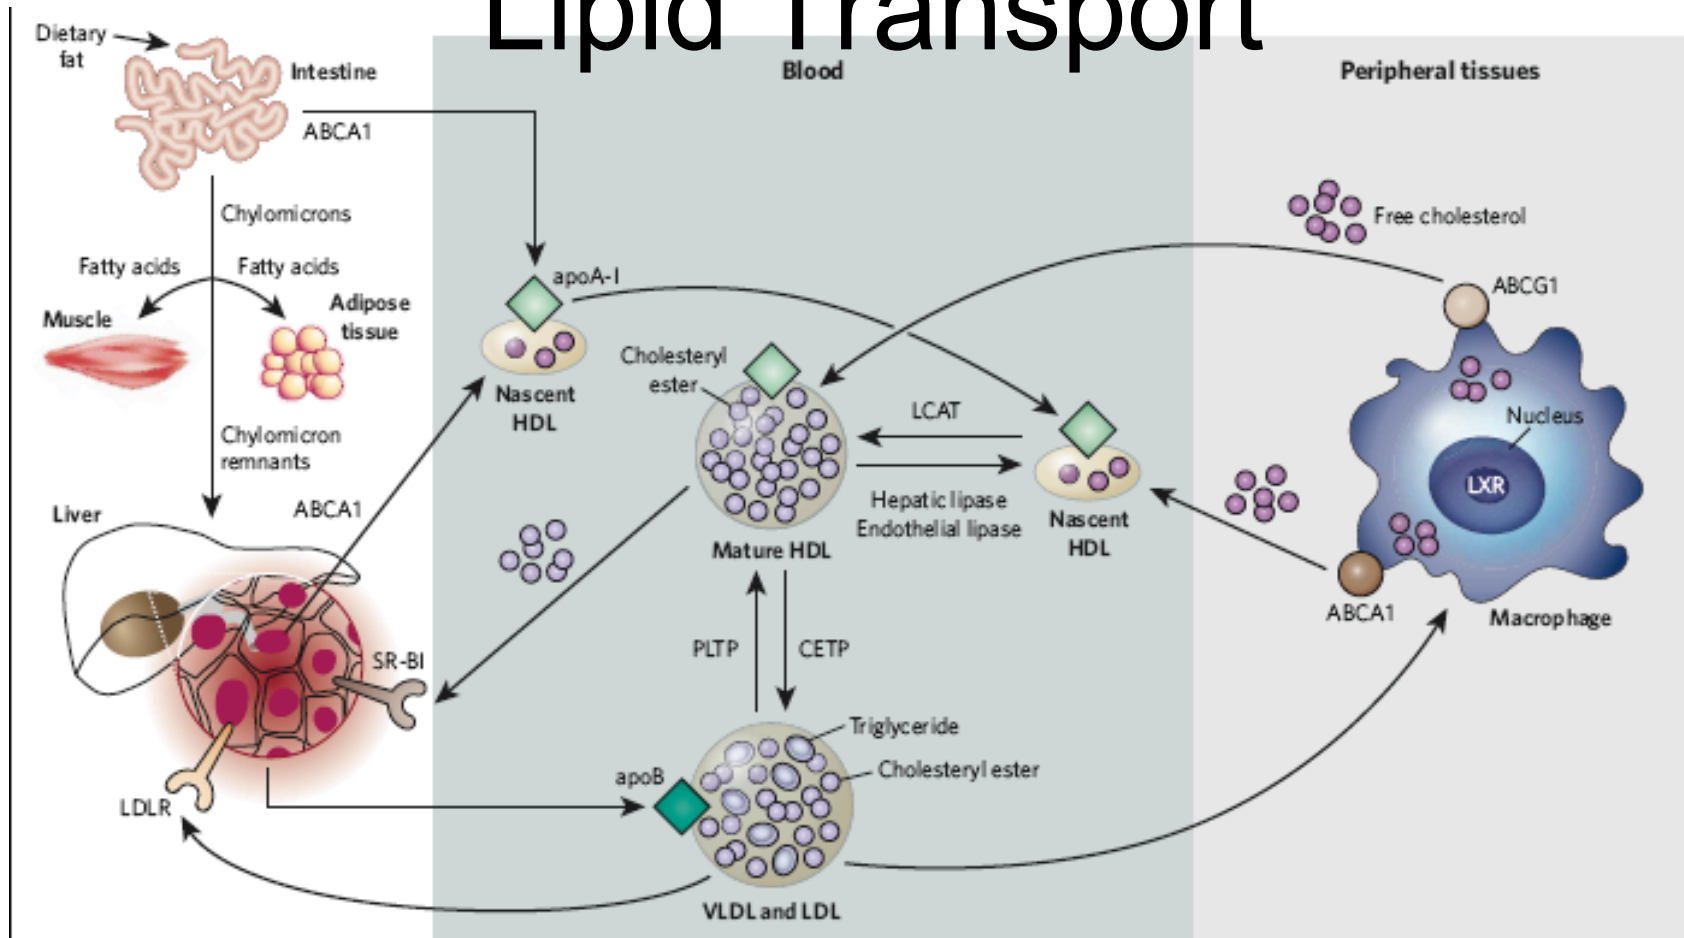 Lipid Transport
Dietary
fat
Intestine
ABCA1
Blood
Peripheral tissues
Chylomicrons
Fatty acids
Fatty acids
Muscle
Adipose
tissue
Chylomicron
remnants
Liver
ABCA1
apoA-I
Nascent
HDL
Cholesteryl
ester
LCAT
Hepatic lipase
Endothelial lipase
Mature HDL
Nascent
HDL
Free cholesterol
ABCG1
Nucleus
LXR
ABCA1
Macrophage
SR-BI
LDLR
PLTP
CETP
Triglyceride
Cholesteryl ester
apoB
VLDL and LDL